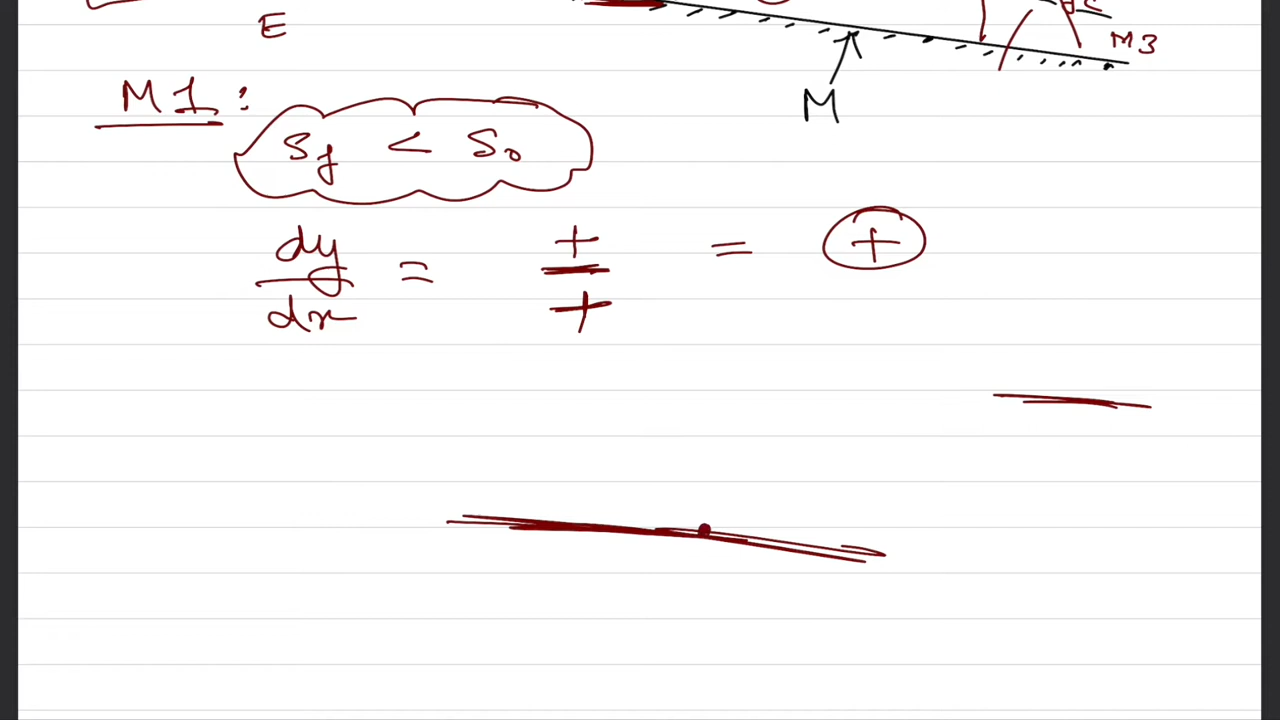 E
M3
M
M1:
Sf < S0
dy/dx = +/+ = +